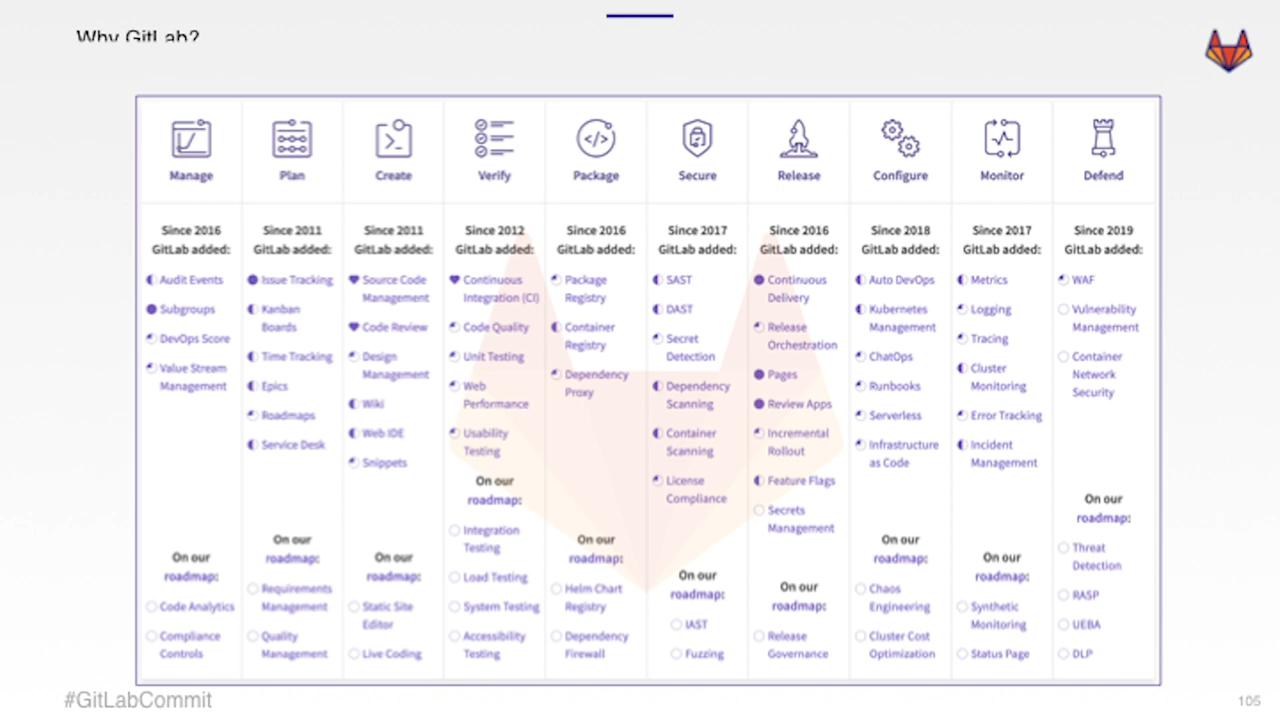 Why GitLab?
Manage
Plan
Create
Verify
Package
Secure
Release
Configure
Monitor
Defend
Since 2016
GitLab added:
Audit Events
Subgroups
DevOps Score
Value Stream
Management
On our
roadmap:
Code Analytics
Compliance
Controls
Since 2011
GitLab added:
Issue Tracking
Kanban
Boards
Time Tracking
Epics
Roadmaps
Service Desk
On our
roadmap:
Requirements
Management
Quality
Management
Since 2011
GitLab added:
Source Code
Management
Code Review
Design
Management
Wiki
Web IDE
Snippets
On our
roadmap:
Static Site
Editor
Live Coding
Since 2012
GitLab added:
Continuous
Integration (CI)
Code Quality
Unit Testing
Web
Performance
Usability
Testing
On our
roadmap:
Integration
Testing
Load Testing
System Testing
Accessibility
Testing
Since 2016
GitLab added:
Package
Registry
Container
Registry
Dependency
Proxy
On our
roadmap:
Helm Chart
Registry
Dependency
Firewall
Since 2017
GitLab added:
SAST
DAST
Secret
Detection
Dependency
Scanning
Container
Scanning
License
Compliance
On our
roadmap:
IAST
Fuzzing
Since 2016
GitLab added:
Continuous
Delivery
Release
Orchestration
Pages
Review Apps
Incremental
Rollout
Feature Flags
Secrets
Management
On our
roadmap:
Release
Governance
Since 2018
GitLab added:
Auto DevOps
Kubernetes
Management
ChatOps
Runbooks
Serverless
Infrastructure
as Code
On our
roadmap:
Chaos
Engineering
Cluster Cost
Optimization
Since 2017
GitLab added:
Metrics
Logging
Tracing
Cluster
Monitoring
Error Tracking
Incident
Management
On our
roadmap:
Synthetic
Monitoring
Status Page
Since 2019
GitLab added:
WAF
Vulnerability
Management
Container
Network
Security
On our
roadmap:
Threat
Detection
RASP
UEBA
DLP
#GitLabCommit
105